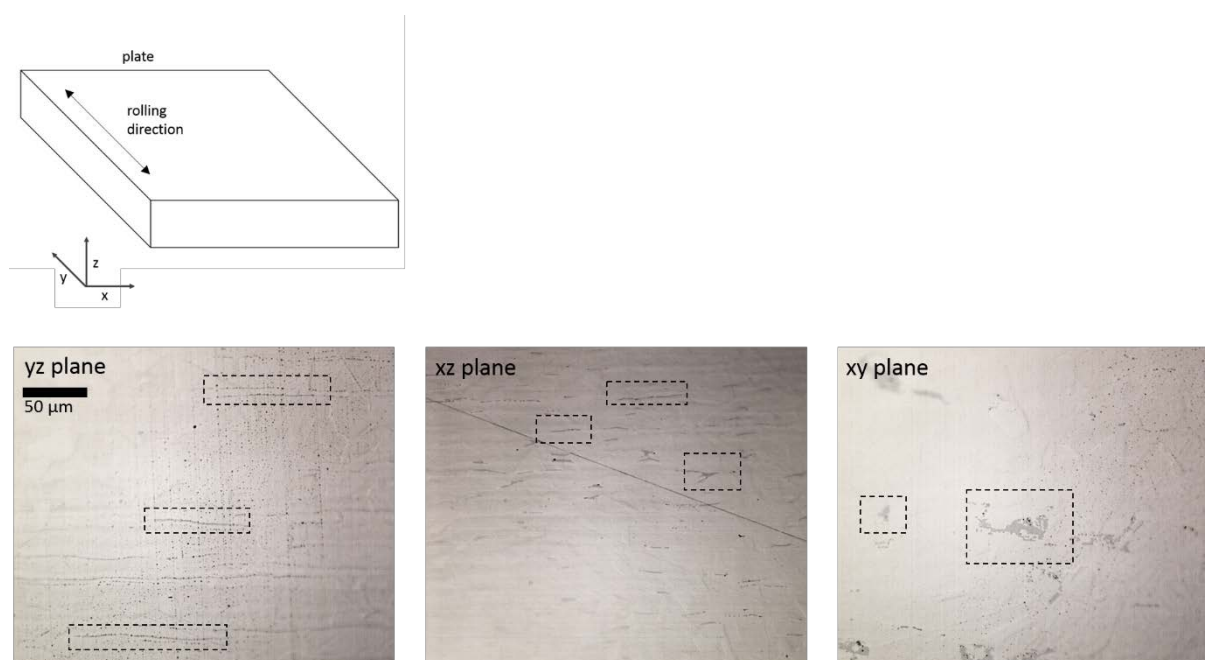 plate
rolling
direction
z
y
x
yz plane
50 µm
xz plane
xy plane